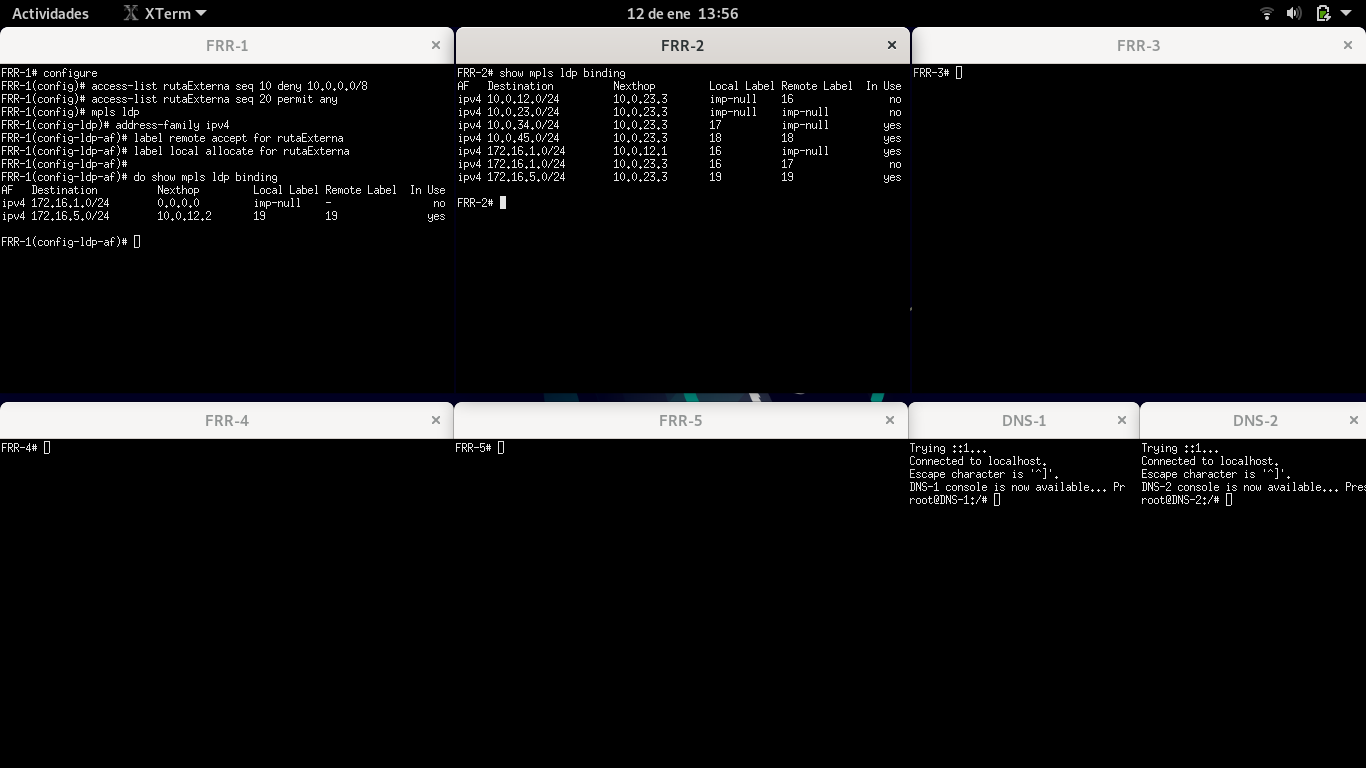 Actividades XTerm 12 de ene 13:56
FRR-1
FRR-1# configure
FRR-1(config)# access-list rutaExterna seq 10 deny 10.0.0.0/8
FRR-1(config)# access-list rutaExterna seq 20 permit any
FRR-1(config)# mpls ldp
FRR-1(config-ldp)# address-family ipv4
FRR-1(config-ldp-af)# label remote accept for rutaExterna
FRR-1(config-ldp-af)# label local allocate for rutaExterna
FRR-1(config-ldp-af)#
FRR-1(config-ldp-af)# do show mpls ldp binding
AF Destination Nexthop Local Label Remote Label In Use
ipv4 172.16.1.0/24 0.0.0.0 imp-null - no
ipv4 172.16.5.0/24 10.0.12.2 19 19 yes
FRR-1(config-ldp-af)#
FRR-2
FRR-2# show mpls ldp binding
AF Destination Nexthop Local Label Remote Label In Use
ipv4 10.0.12.0/24 10.0.23.3 imp-null 16 no
ipv4 10.0.23.0/24 10.0.23.3 imp-null imp-null no
ipv4 10.0.34.0/24 10.0.23.3 17 imp-null yes
ipv4 10.0.45.0/24 10.0.23.3 18 18 yes
ipv4 172.16.1.0/24 10.0.12.1 16 imp-null yes
ipv4 172.16.1.0/24 10.0.23.3 16 17 no
ipv4 172.16.5.0/24 10.0.23.3 19 19 yes
FRR-2#
FRR-3
FRR-3#
FRR-4
FRR-4#
FRR-5
FRR-5#
DNS-1
Trying ::1...
Connected to localhost.
Escape character is '^]'.
DNS-1 console is now available... Pr
root@DNS-1:/#
DNS-2
Trying ::1...
Connected to localhost.
Escape character is '^]'.
DNS-2 console is now available... Pres
root@DNS-2:/#